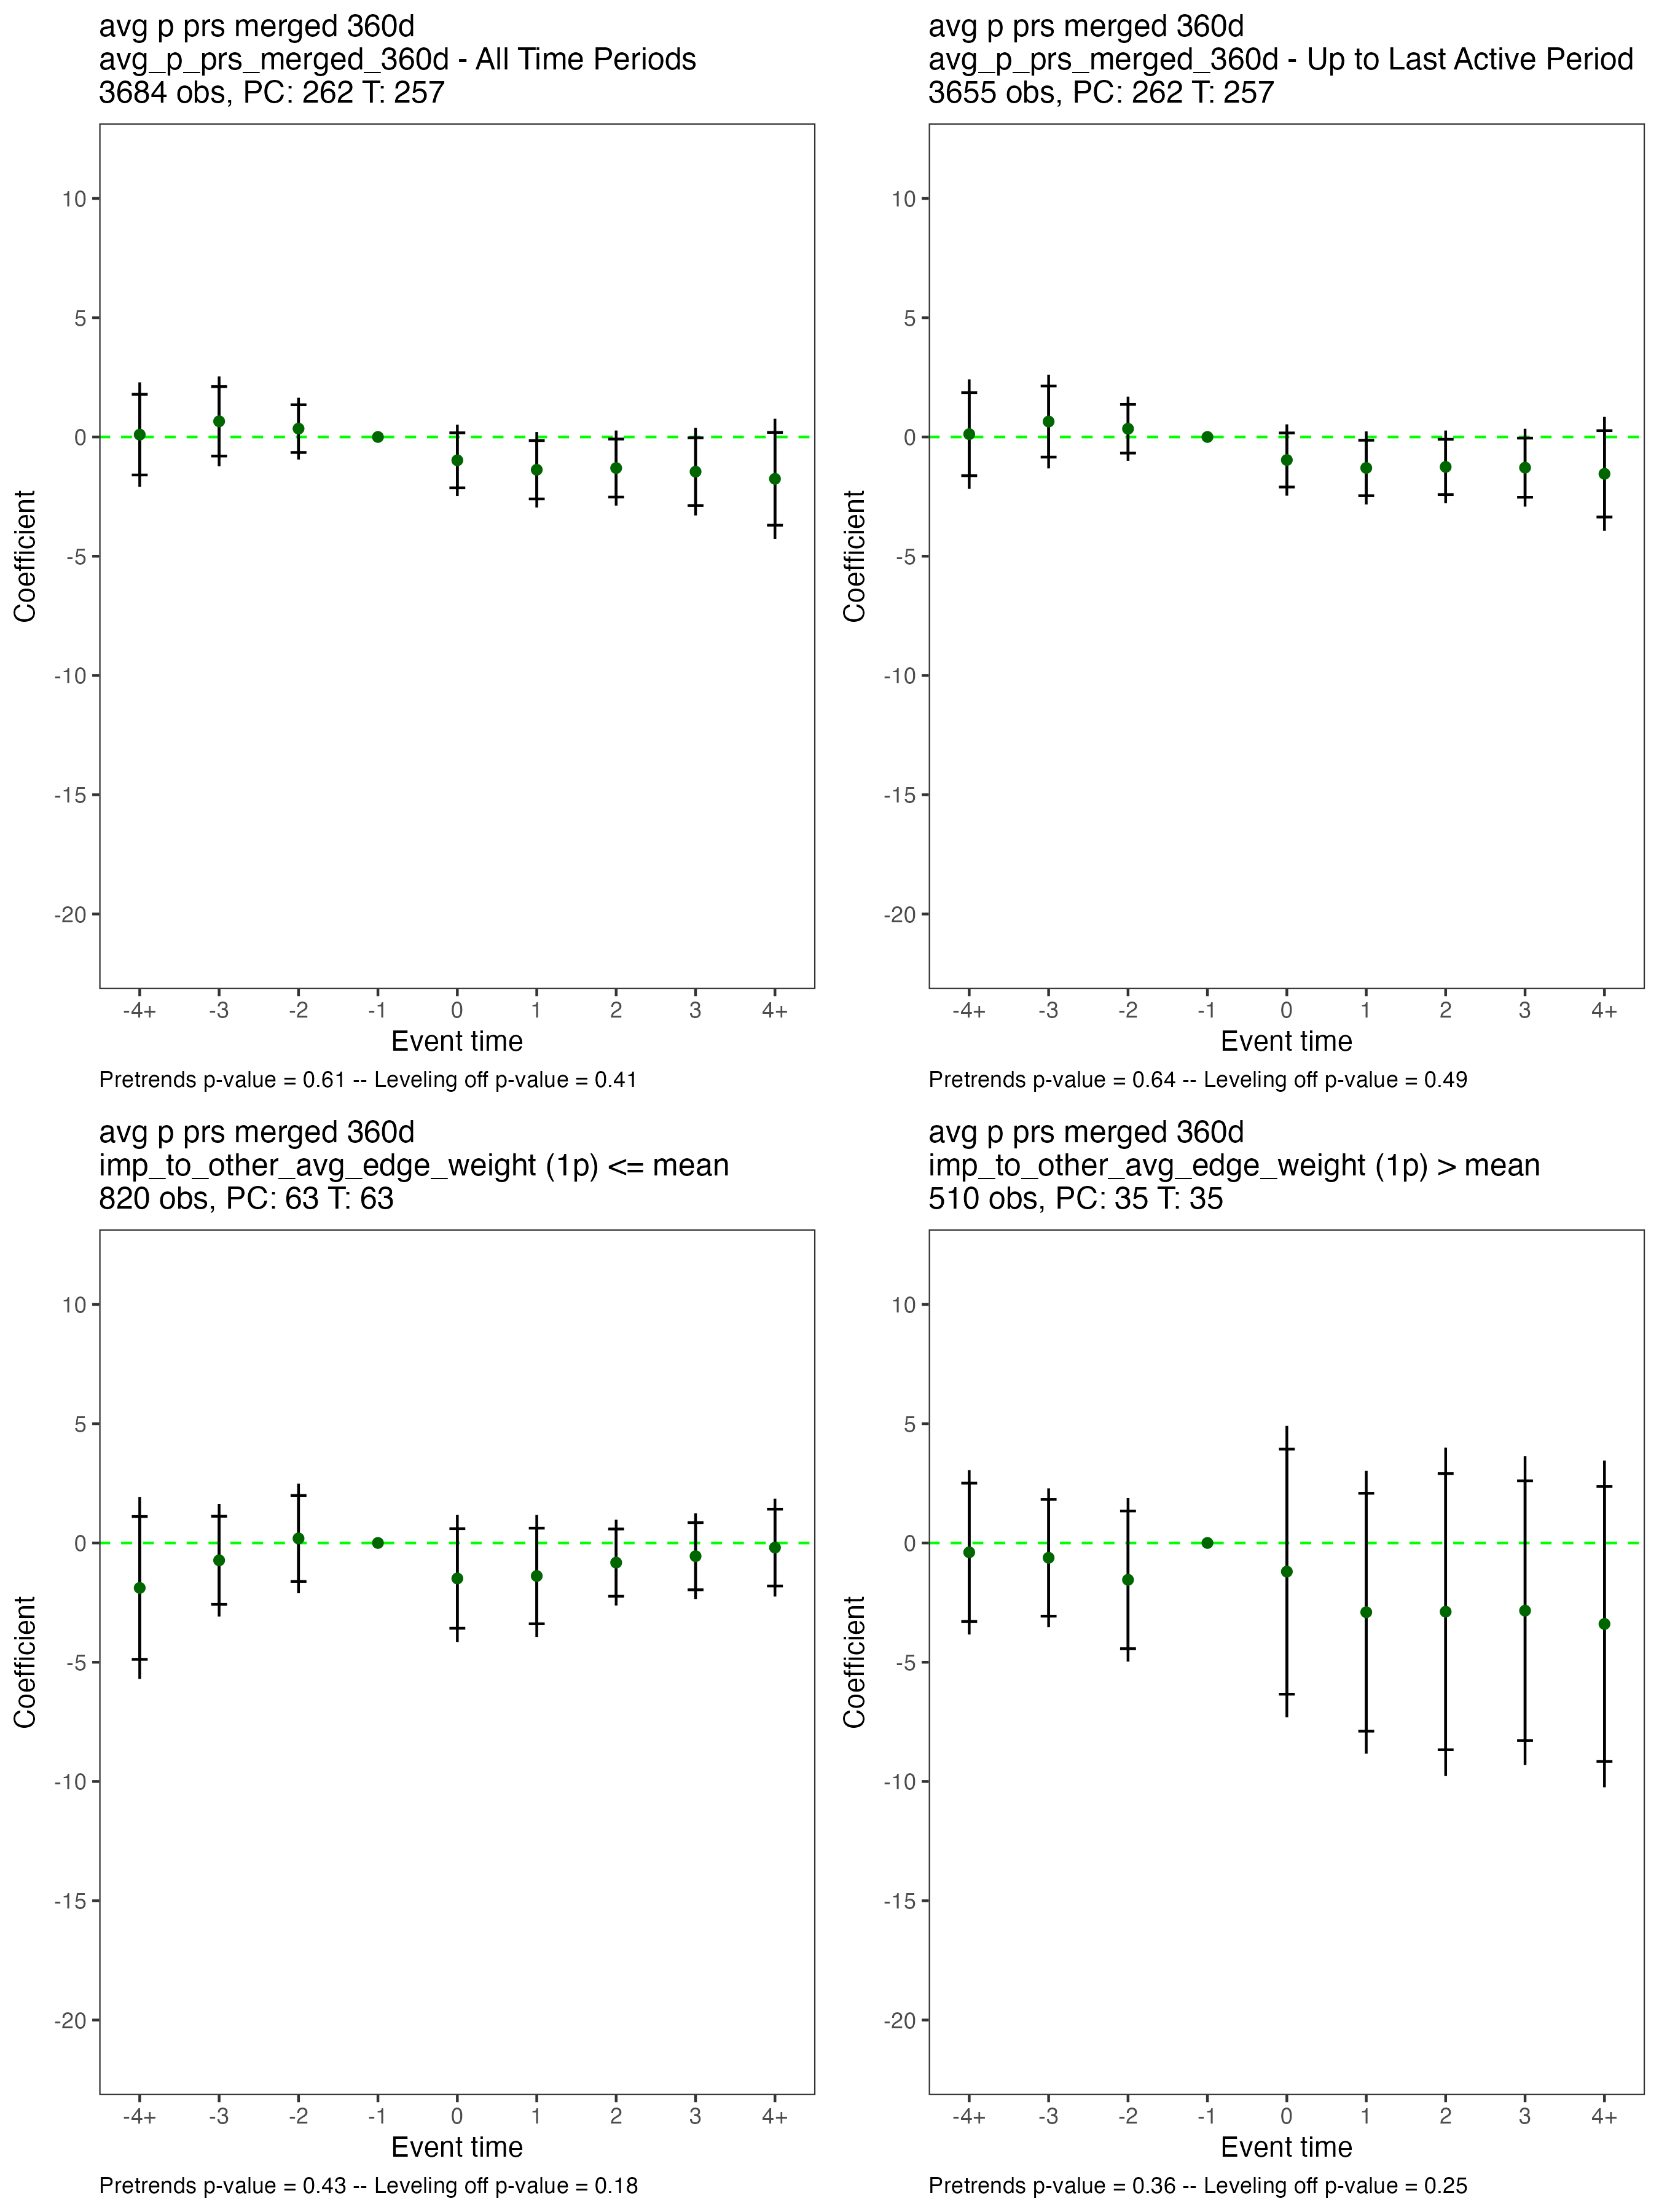 avg p prs merged 360d
avg_p_prs_merged_360d - All Time Periods
3684 obs, PC: 262 T: 257
10
5
0
-5
-10
-15
-20
Coefficient
-4+ -3 -2 -1 0 1 2 3 4+
Event time
Pretrends p-value = 0.61 -- Leveling off p-value = 0.41
avg p prs merged 360d
avg_p_prs_merged_360d - Up to Last Active Period
3655 obs, PC: 262 T: 257
10
5
0
-5
-10
-15
-20
Coefficient
-4+ -3 -2 -1 0 1 2 3 4+
Event time
Pretrends p-value = 0.64 -- Leveling off p-value = 0.49
avg p prs merged 360d
imp_to_other_avg_edge_weight (1p) <= mean
820 obs, PC: 63 T: 63
10
5
0
-5
-10
-15
-20
Coefficient
-4+ -3 -2 -1 0 1 2 3 4+
Event time
Pretrends p-value = 0.43 -- Leveling off p-value = 0.18
avg p prs merged 360d
imp_to_other_avg_edge_weight (1p) > mean
510 obs, PC: 35 T: 35
10
5
0
-5
-10
-15
-20
Coefficient
-4+ -3 -2 -1 0 1 2 3 4+
Event time
Pretrends p-value = 0.36 -- Leveling off p-value = 0.25